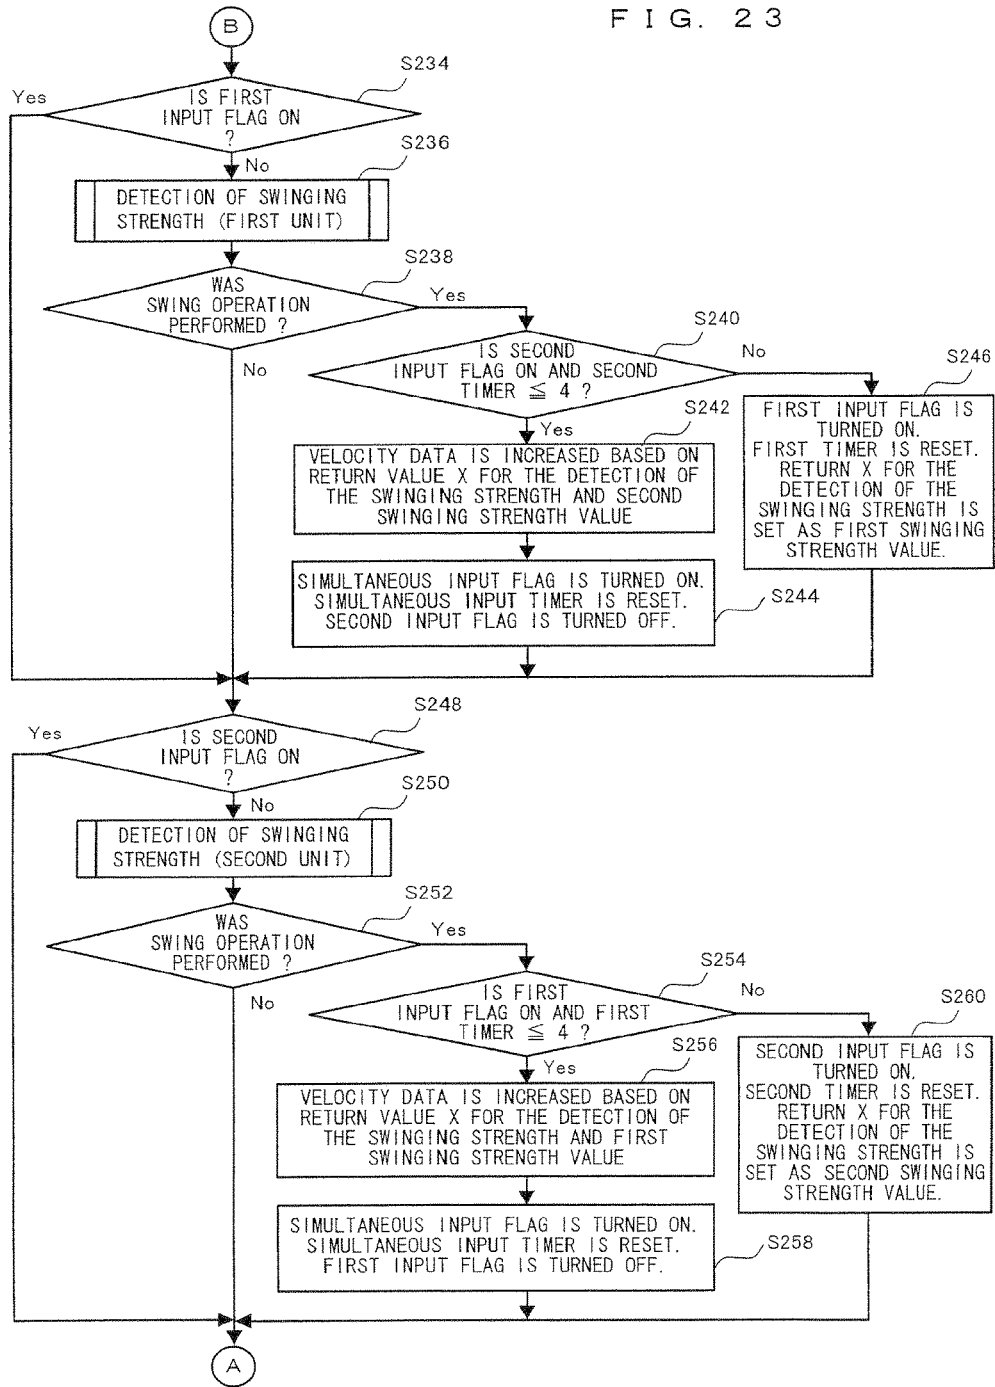 FIG. 23
B
S234
Yes
IS FIRST
INPUT FLAG ON
?
No
S236
DETECTION OF SWINGING
STRENGTH (FIRST UNIT)
S238
WAS
SWING OPERATION
PERFORMED ?
Yes
No
S240
IS SECOND
INPUT FLAG ON AND SECOND
TIMER ≦ 4 ?
No
Yes
S242
VELOCITY DATA IS INCREASED BASED ON
RETURN VALUE X FOR THE DETECTION OF
THE SWINGING STRENGTH AND SECOND
SWINGING STRENGTH VALUE
S246
FIRST INPUT FLAG IS
TURNED ON.
FIRST TIMER IS RESET.
RETURN X FOR THE
DETECTION OF THE
SWINGING STRENGTH IS
SET AS FIRST SWINGING
STRENGTH VALUE.
SIMULTANEOUS INPUT FLAG IS TURNED ON.
SIMULTANEOUS INPUT TIMER IS RESET.
SECOND INPUT FLAG IS TURNED OFF.
S244
S248
Yes
IS SECOND
INPUT FLAG ON
?
No
S250
DETECTION OF SWINGING
STRENGTH (SECOND UNIT)
S252
WAS
SWING OPERATION
PERFORMED ?
Yes
No
S254
IS FIRST
INPUT FLAG ON AND FIRST
TIMER ≦ 4 ?
No
Yes
S256
VELOCITY DATA IS INCREASED BASED ON
RETURN VALUE X FOR THE DETECTION OF
THE SWINGING STRENGTH AND FIRST
SWINGING STRENGTH VALUE
S260
SECOND INPUT FLAG IS
TURNED ON.
SECOND TIMER IS RESET.
RETURN X FOR THE
DETECTION OF THE
SWINGING STRENGTH IS
SET AS SECOND SWINGING
STRENGTH VALUE.
SIMULTANEOUS INPUT FLAG IS TURNED ON.
SIMULTANEOUS INPUT TIMER IS RESET.
FIRST INPUT FLAG IS TURNED OFF.
S258
A